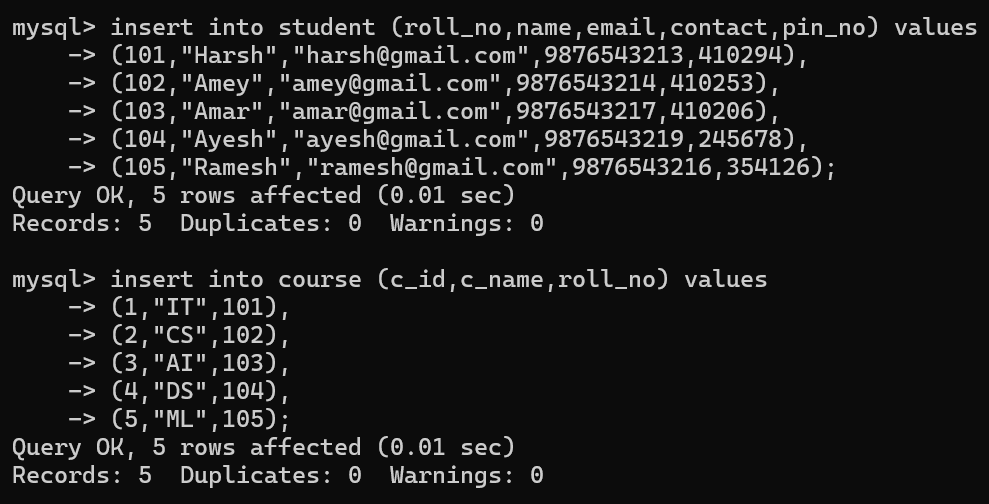 mysql> insert into student (roll_no,name,email,contact,pin_no) values
    -> (101,"Harsh","harsh@gmail.com",9876543213,410294),
    -> (102,"Amey","amey@gmail.com",9876543214,410253),
    -> (103,"Amar","amar@gmail.com",9876543217,410206),
    -> (104,"Ayesh","ayesh@gmail.com",9876543219,245678),
    -> (105,"Ramesh","ramesh@gmail.com",9876543216,354126);
Query OK, 5 rows affected (0.01 sec)
Records: 5  Duplicates: 0  Warnings: 0

mysql> insert into course (c_id,c_name,roll_no) values
    -> (1,"IT",101),
    -> (2,"CS",102),
    -> (3,"AI",103),
    -> (4,"DS",104),
    -> (5,"ML",105);
Query OK, 5 rows affected (0.01 sec)
Records: 5  Duplicates: 0  Warnings: 0